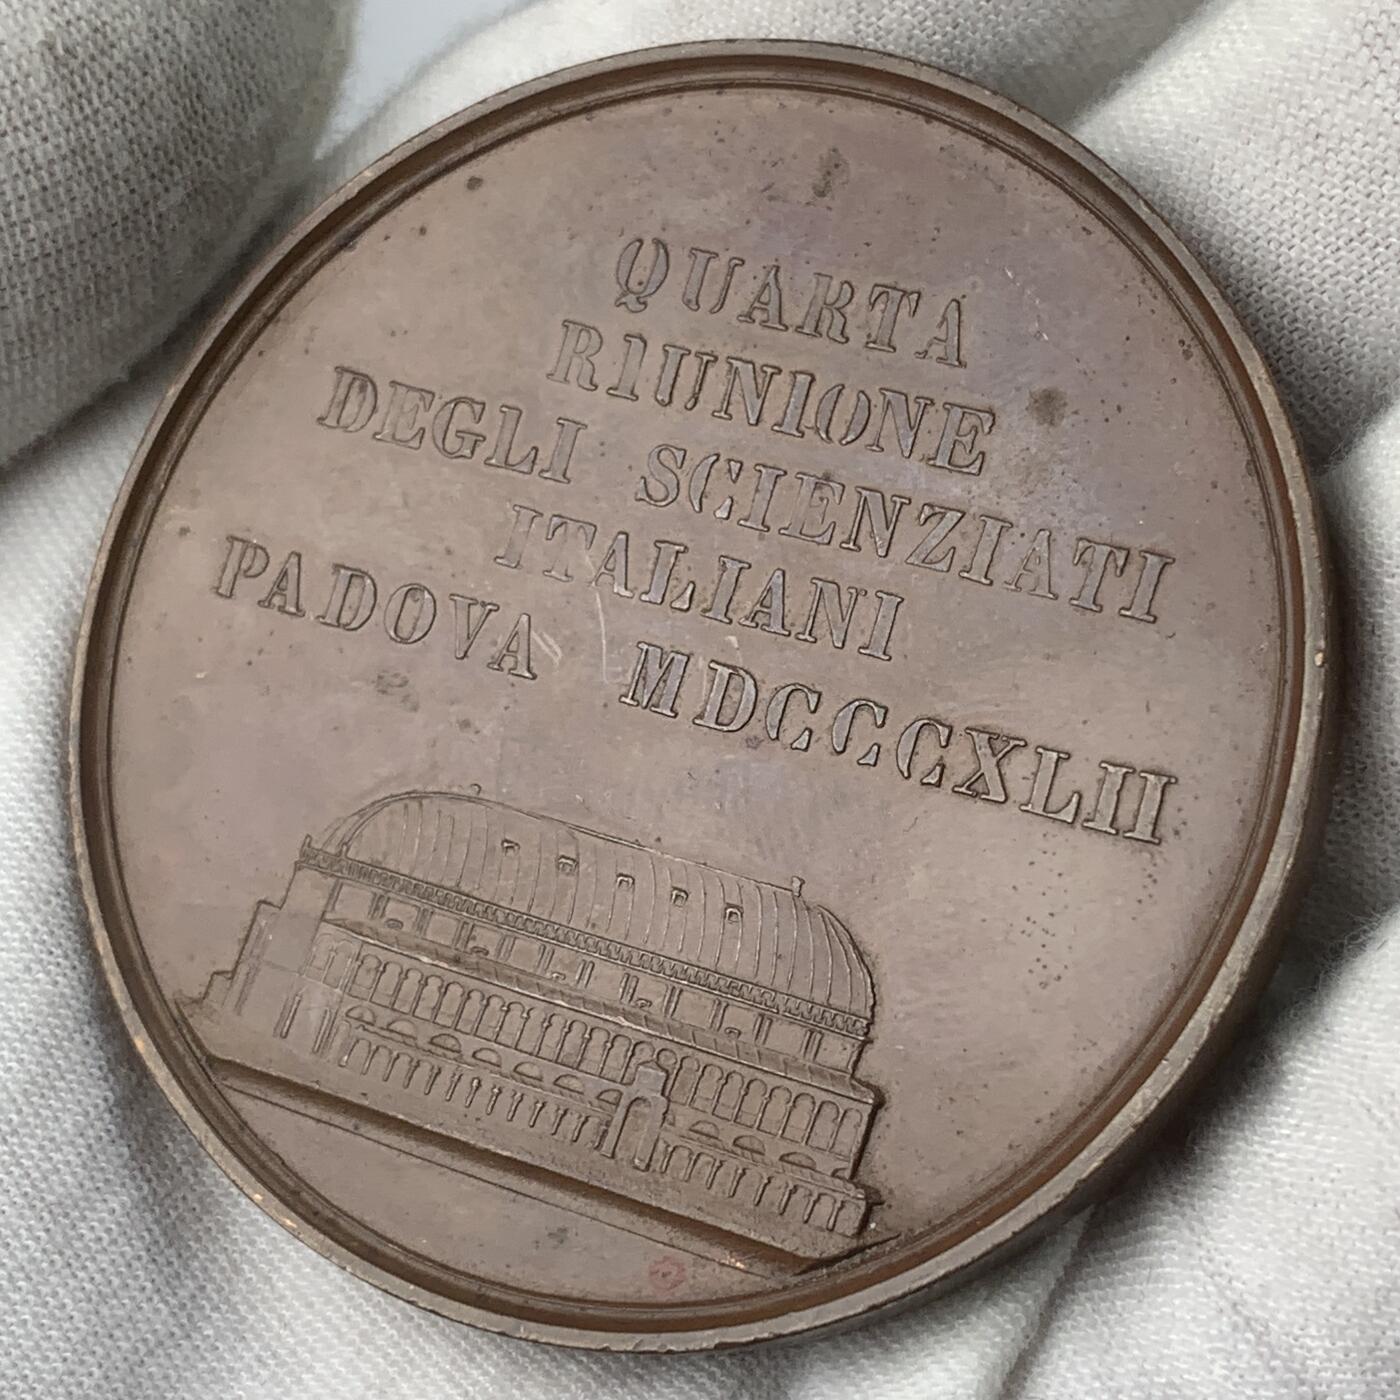 QUARTA
RIUNIONE
DEGLI SCIENZIATI
ITALIANI
PADOVA MDCCCXLII